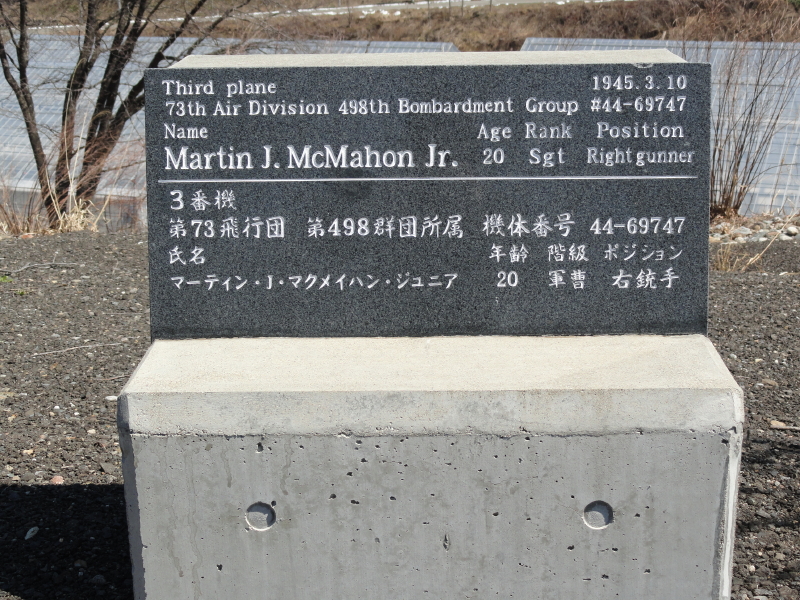 Third plane 1945.3.10
73th Air Division 498th Bombardment Group #44-69747
Name Age Rank Position
Martin J. McMahon Jr. 20 Sgt Right gunner
3番機
第73飛行団 第498群団所属 機体番号 44-69747
氏名 年齢 階級 ポジション
マーティン・J・マクメイハン・ジュニア 20 軍曹 右銃手